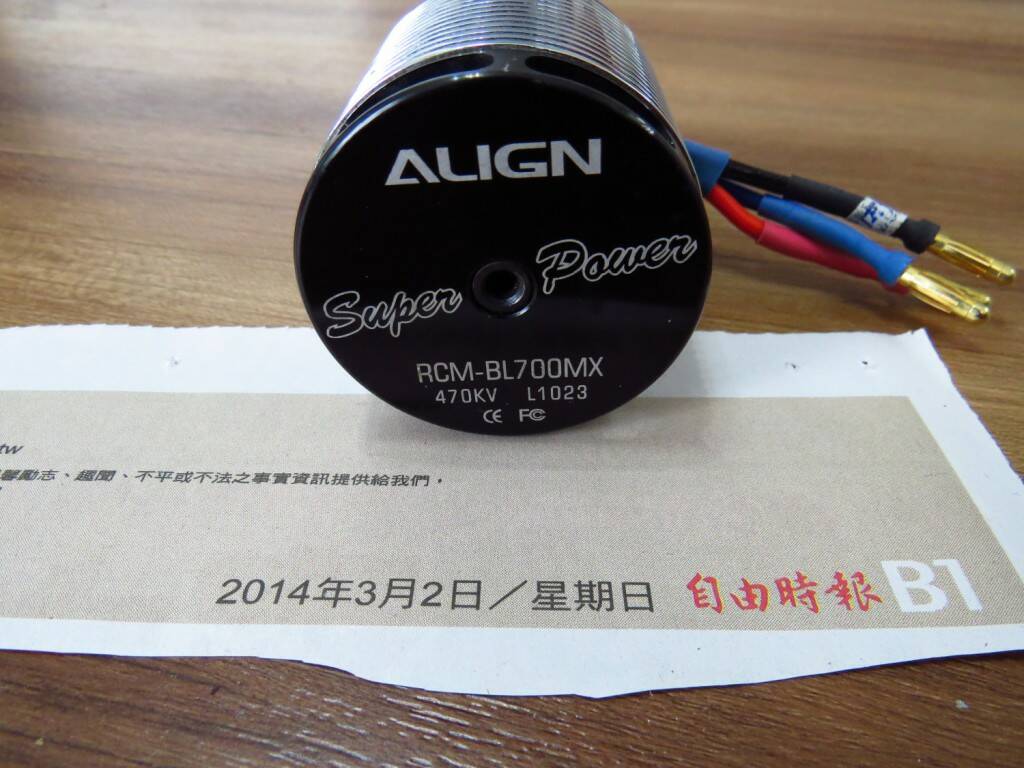 ALIGN
Super Power
RCM-BL700MX
470KV L1023
CE FC
tw
勵志、趣聞、不平或不法之事實資訊提供給我們，
2014年3月2日／星期日 自由時報 B1